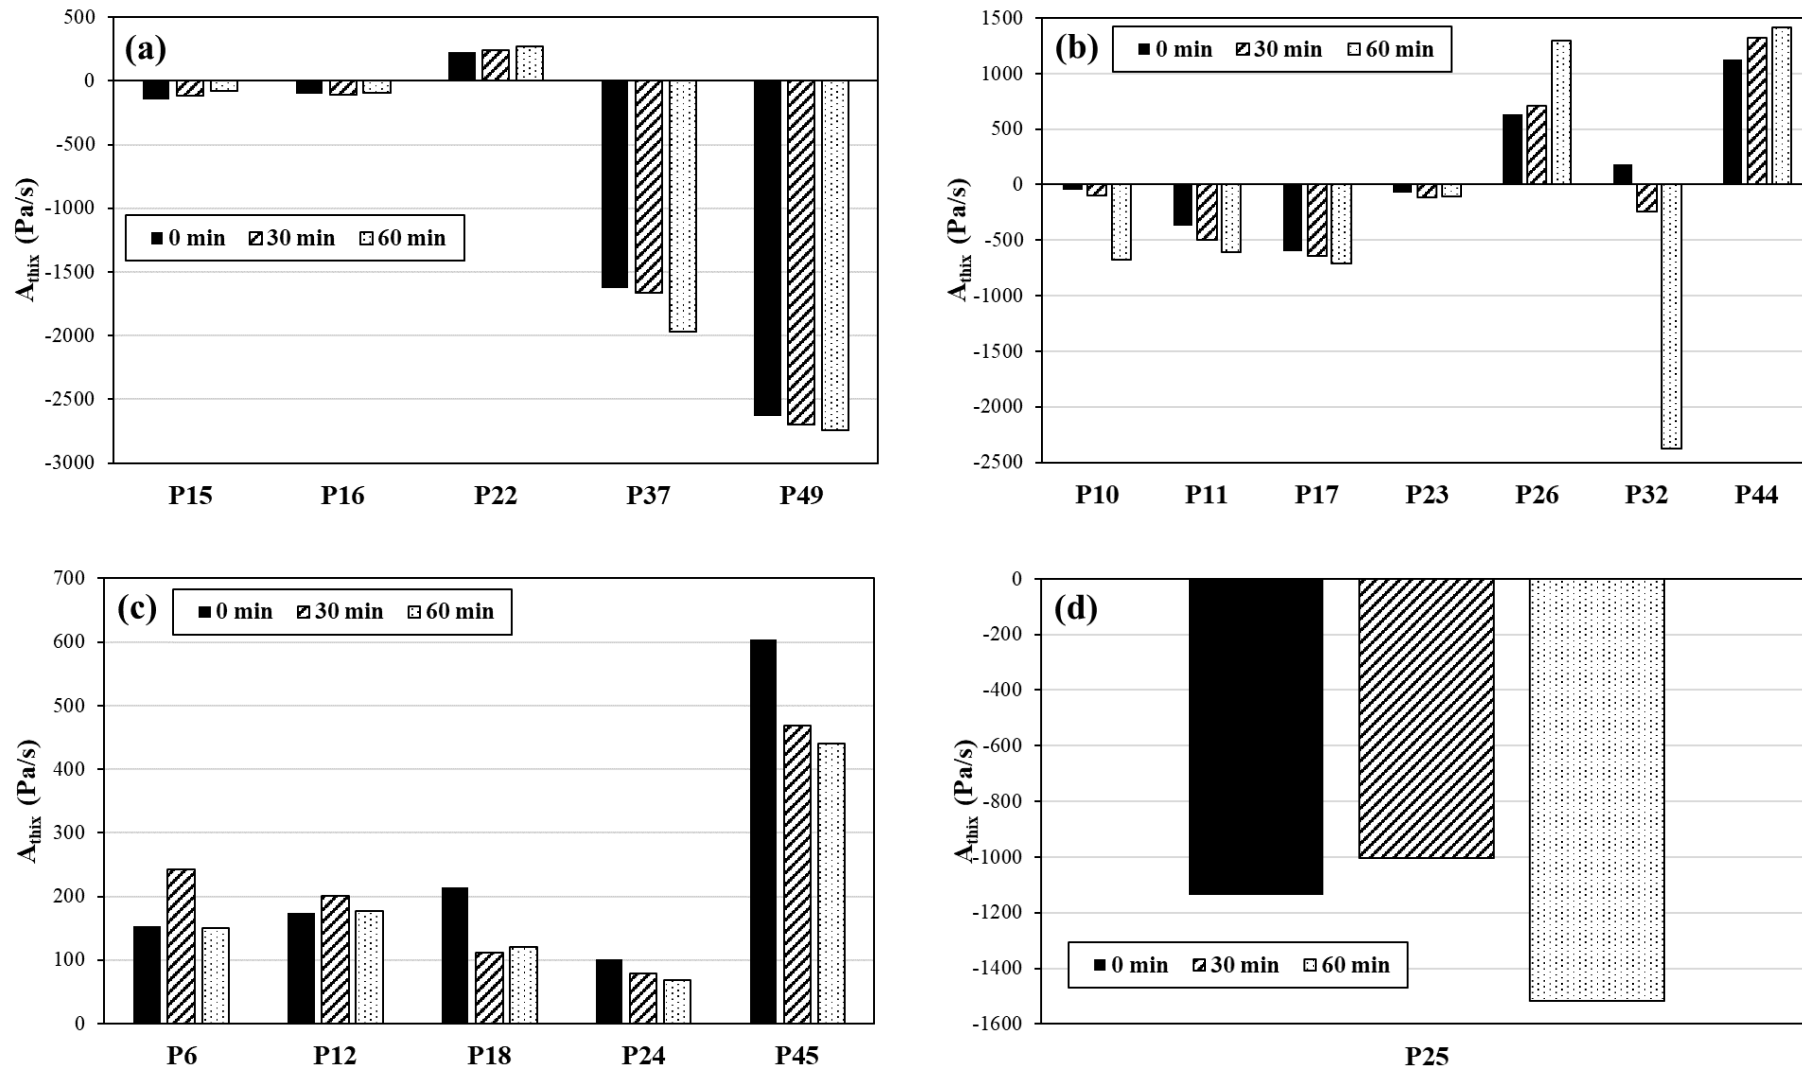 (a)
500
0
-500
-1000
-1500
-2000
-2500
-3000
A_thix (Pa/s)
0 min 30 min 60 min
P15 P16 P22 P37 P49
(b)
1500
1000
500
0
-500
-1000
-1500
-2000
-2500
A_thix (Pa/s)
0 min 30 min 60 min
P10 P11 P17 P23 P26 P32 P44
(c)
700
600
500
400
300
200
100
0
A_thix (Pa/s)
0 min 30 min 60 min
P6 P12 P18 P24 P45
(d)
0
-200
-400
-600
-800
-1000
-1200
-1400
-1600
A_thix (Pa/s)
0 min 30 min 60 min
P25